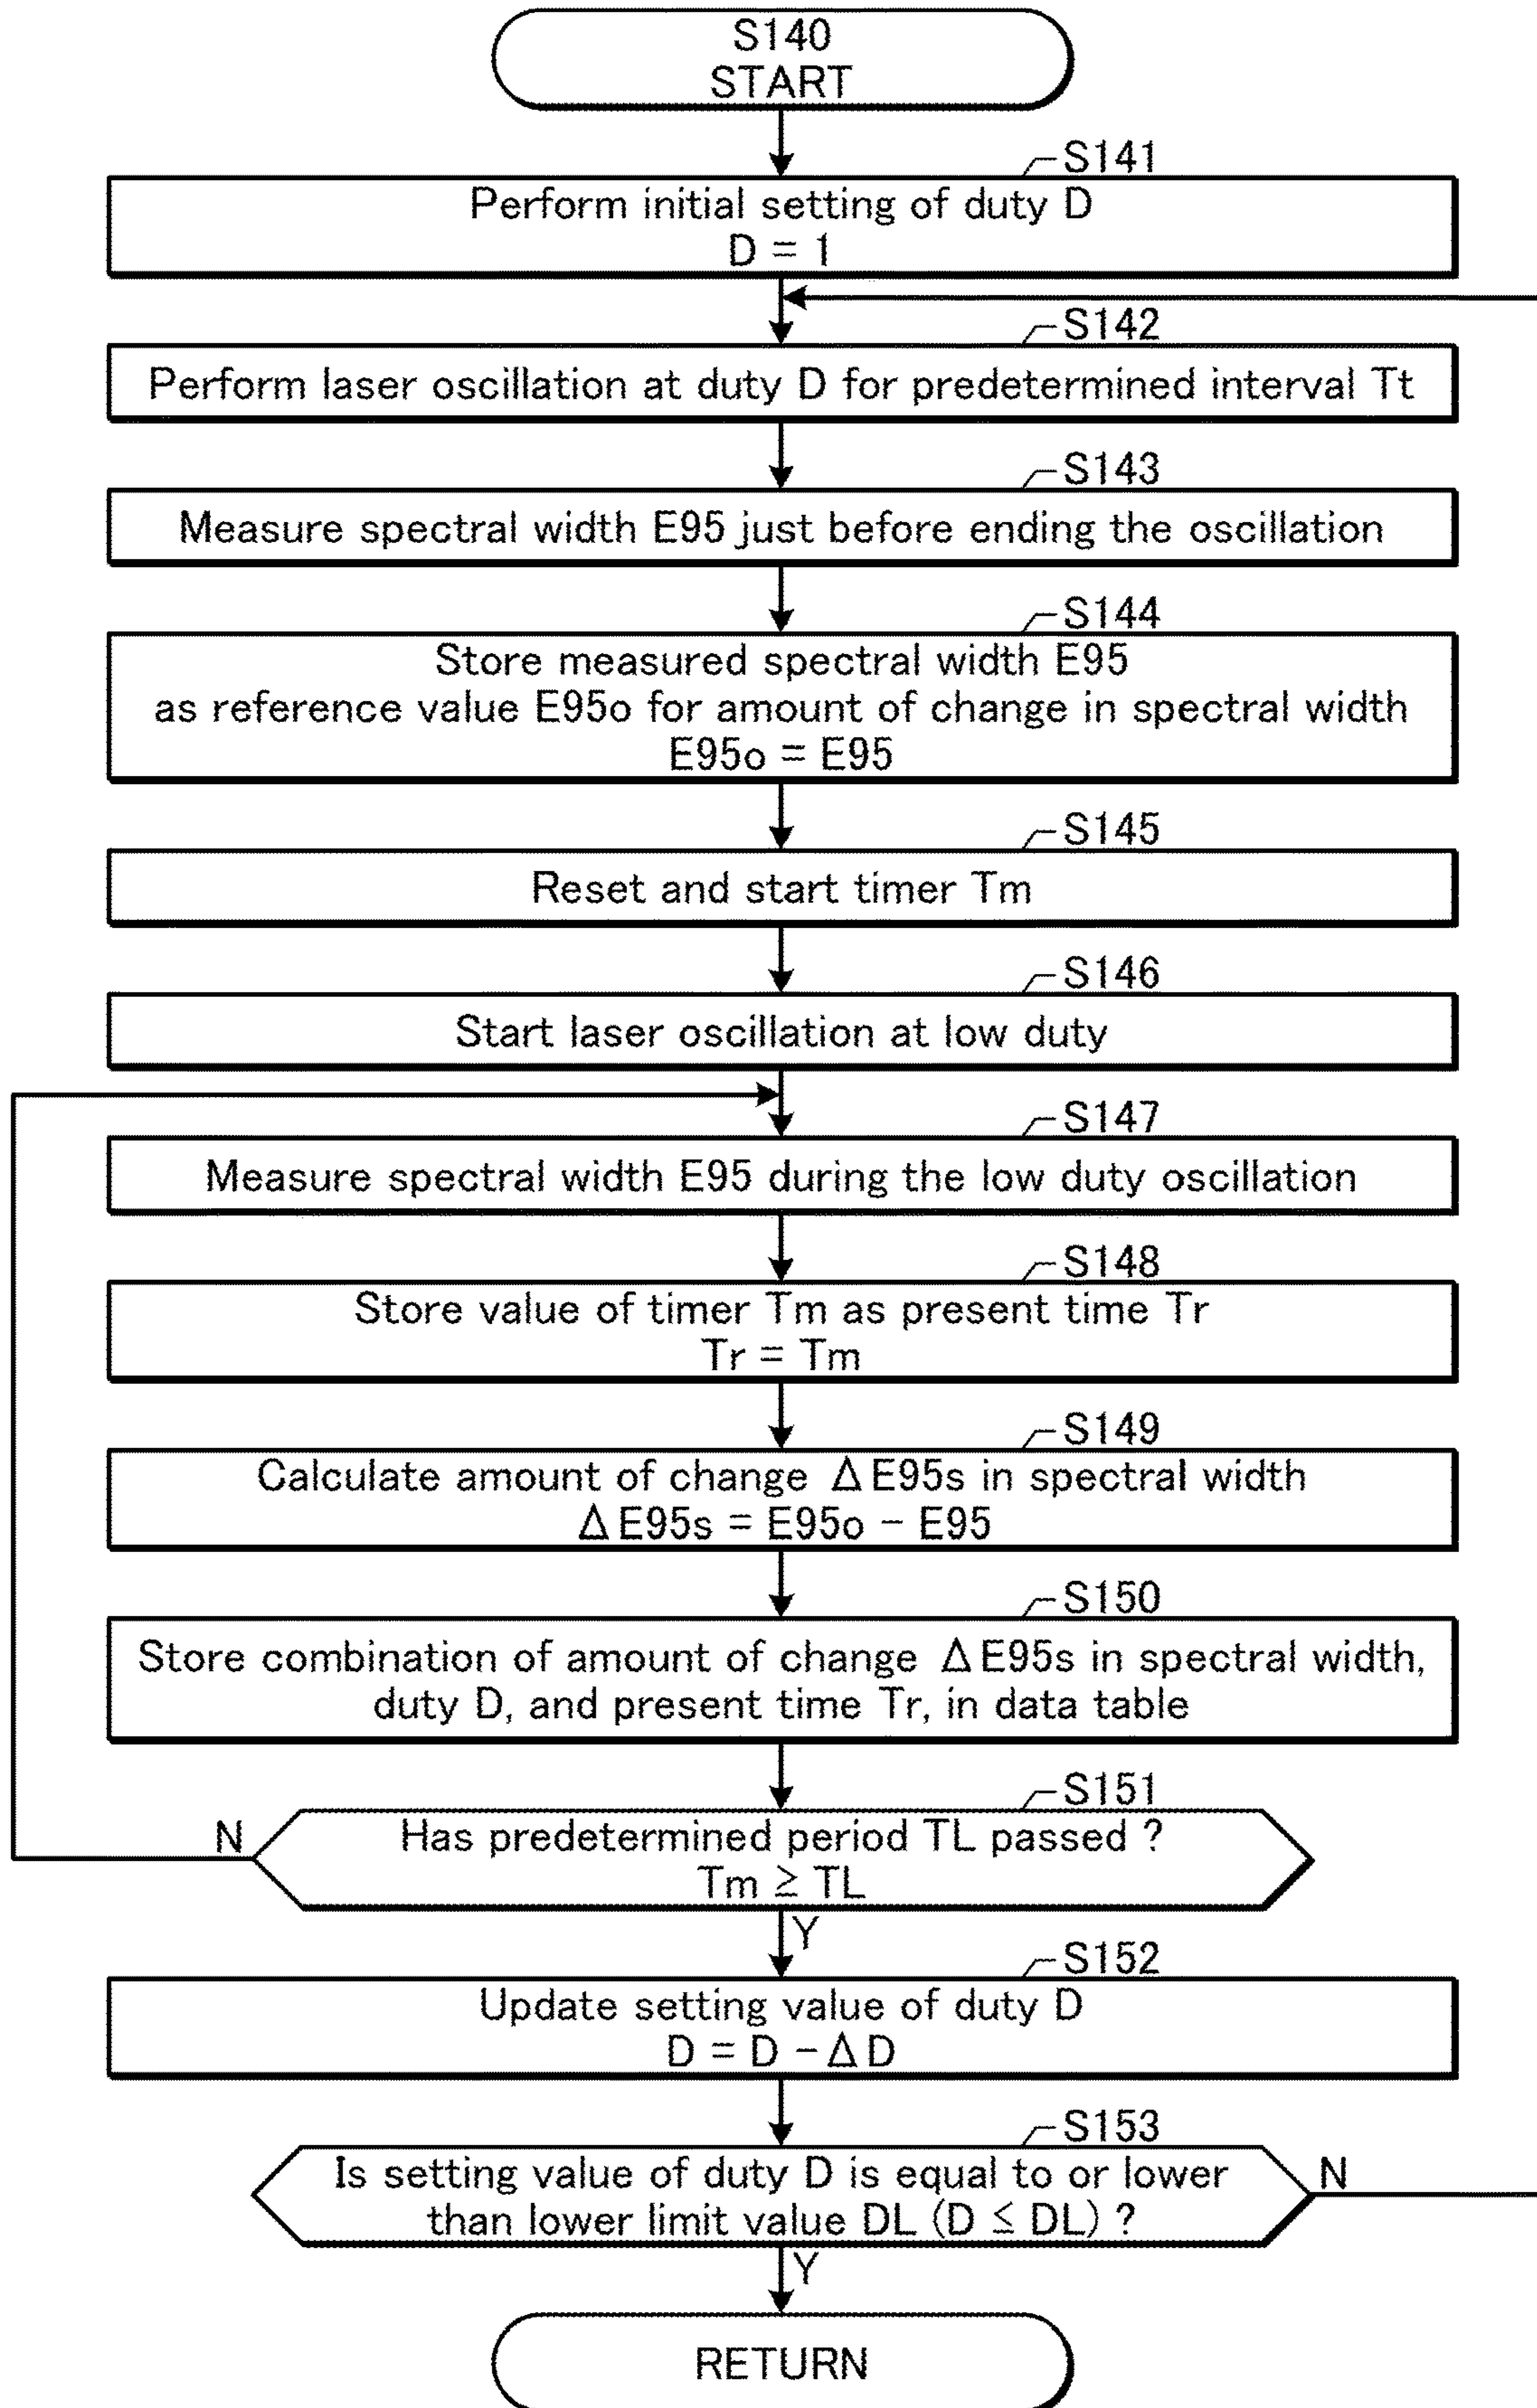 S140
START
S141
Perform initial setting of duty D
D = 1
S142
Perform laser oscillation at duty D for predetermined interval Tt
S143
Measure spectral width E95 just before ending the oscillation
S144
Store measured spectral width E95
as reference value E95o for amount of change in spectral width
E95o = E95
S145
Reset and start timer Tm
S146
Start laser oscillation at low duty
S147
Measure spectral width E95 during the low duty oscillation
S148
Store value of timer Tm as present time Tr
Tr = Tm
S149
Calculate amount of change ΔE95s in spectral width
ΔE95s = E95o − E95
S150
Store combination of amount of change ΔE95s in spectral width,
duty D, and present time Tr, in data table
S151
N
Has predetermined period TL passed ?
Tm ≥ TL
Y
S152
Update setting value of duty D
D = D − ΔD
S153
Is setting value of duty D is equal to or lower
N
than lower limit value DL (D ≤ DL) ?
Y
RETURN